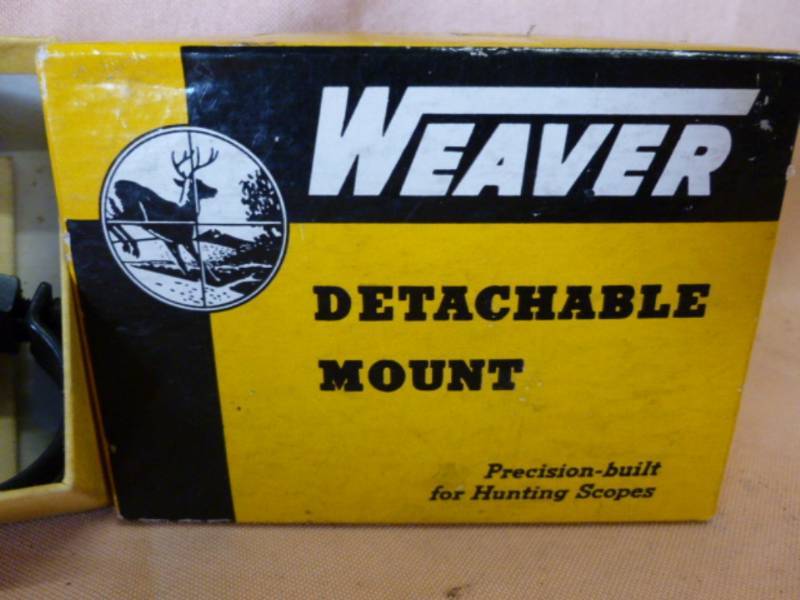 WEAVER
DETACHABLE
MOUNT
Precision-built
for Hunting Scopes